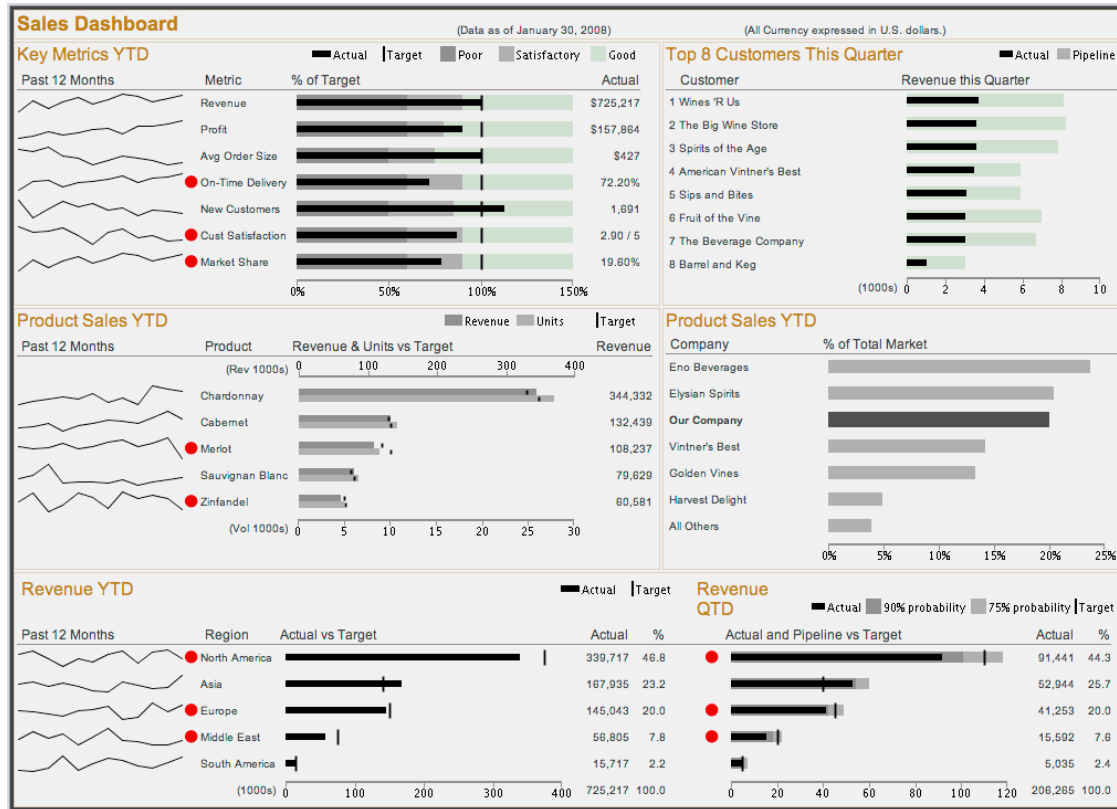 Sales Dashboard (Data as of January 30, 2008) (All Currency expressed in U.S. dollars.)
Key Metrics YTD Actual Target Poor Satisfactory Good
Past 12 Months Metric % of Target Actual
Revenue $725,217
Profit $157,864
Avg Order Size $427
On-Time Delivery 72.20%
New Customers 1,691
Cust Satisfaction 2.90 / 5
Market Share 19.60%
0% 50% 100% 150%
Top 8 Customers This Quarter Actual Pipeline
Customer Revenue this Quarter
1 Wines 'R Us
2 The Big Wine Store
3 Spirits of the Age
4 American Vintner's Best
5 Sips and Bites
6 Fruit of the Vine
7 The Beverage Company
8 Barrel and Keg
(1000s) 0 2 4 6 8 10
Product Sales YTD Revenue Units Target
Past 12 Months Product Revenue & Units vs Target Revenue
(Rev 1000s) 0 100 200 300 400
Chardonnay 344,332
Cabernet 132,439
Merlot 108,237
Sauvignan Blanc 79,629
Zinfandel 60,581
(Vol 1000s) 0 5 10 15 20 25 30
Product Sales YTD
Company % of Total Market
Eno Beverages
Elysian Spirits
Our Company
Vintner's Best
Golden Vines
Harvest Delight
All Others
0% 5% 10% 15% 20% 25%
Revenue YTD Actual Target
Past 12 Months Region Actual vs Target Actual %
North America 339,717 46.8
Asia 167,935 23.2
Europe 145,043 20.0
Middle East 56,805 7.8
South America 15,717 2.2
(1000s) 0 100 200 300 400 725,217 100.0
Revenue
QTD Actual 90% probability 75% probability Target
Actual and Pipeline vs Target Actual %
91,441 44.3
52,944 25.7
41,253 20.0
15,592 7.6
5,035 2.4
0 20 40 60 80 100 120 206,265 100.0